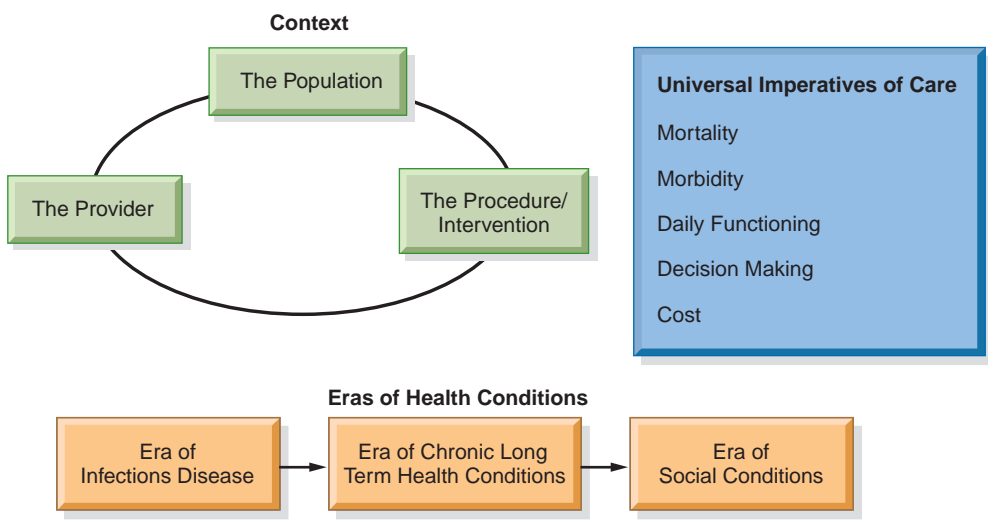 Context
The Population
The Provider
The Procedure/
Intervention
Universal Imperatives of Care
Mortality
Morbidity
Daily Functioning
Decision Making
Cost
Eras of Health Conditions
Era of
Infections Disease
Era of Chronic Long
Term Health Conditions
Era of
Social Conditions